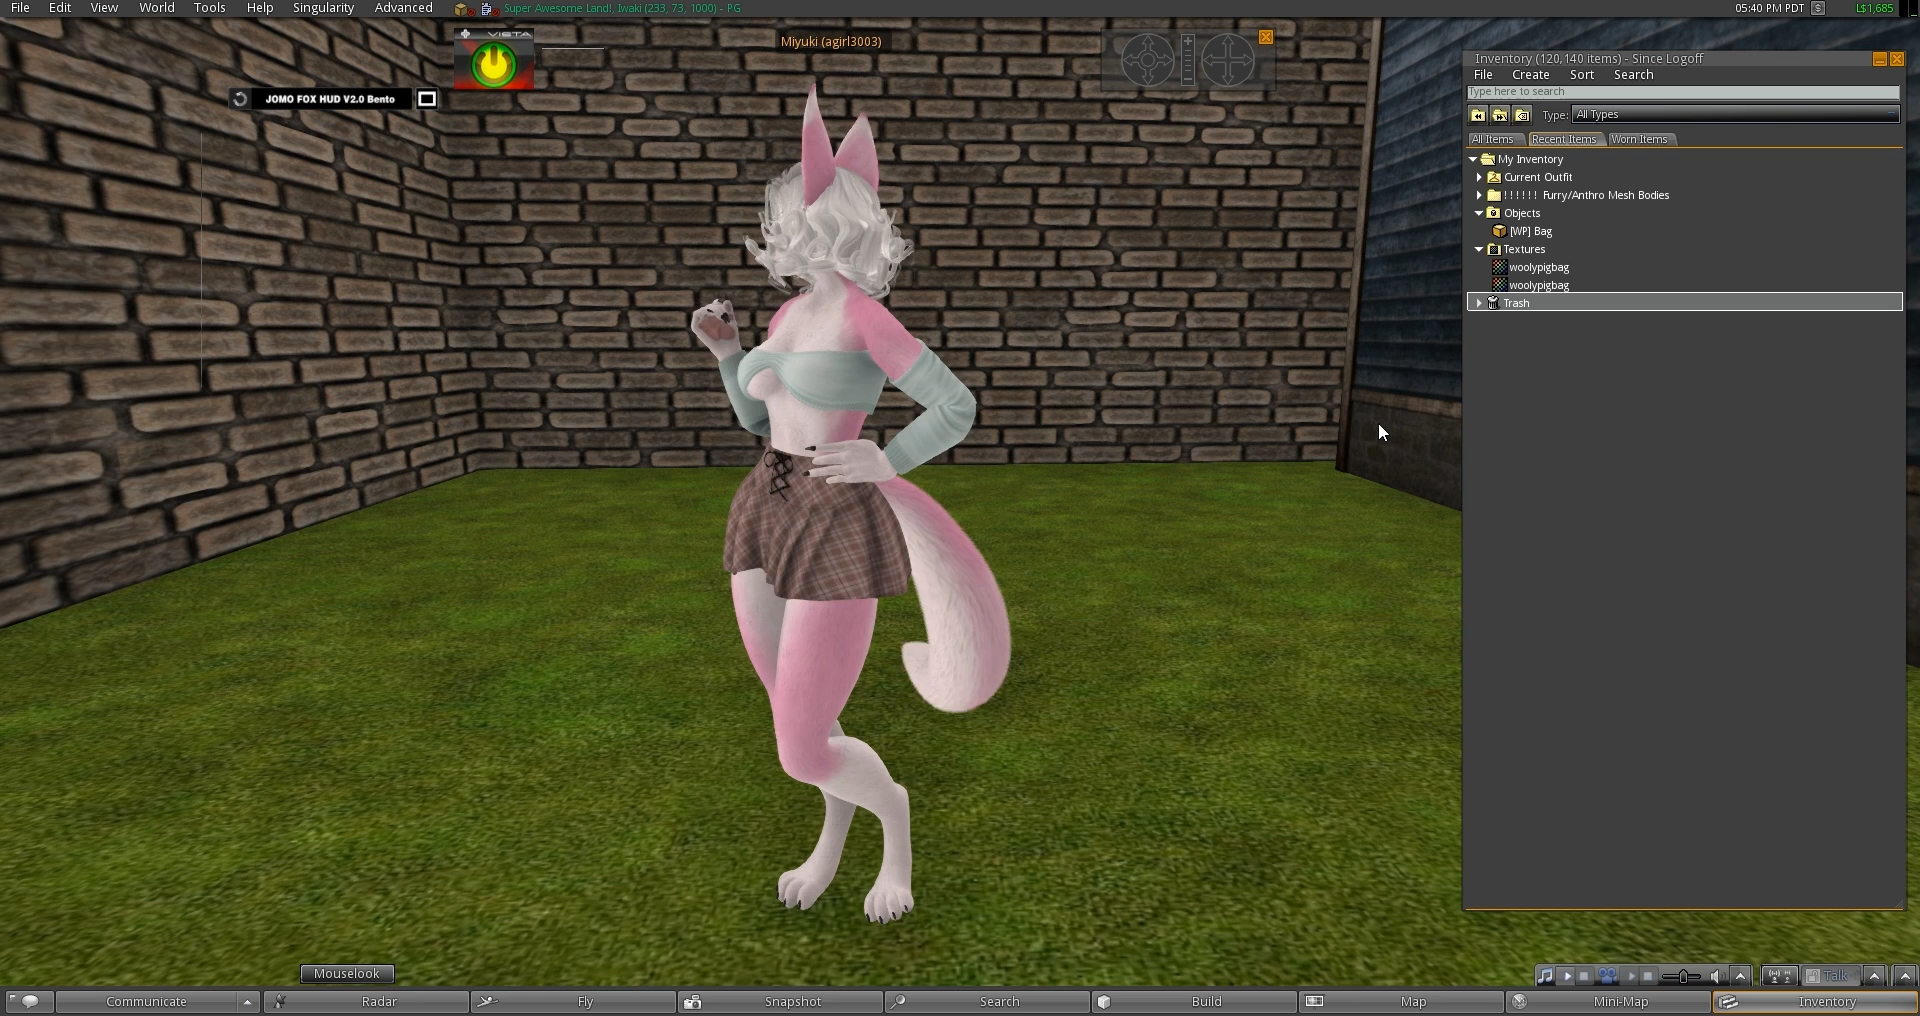 File Edit View World Tools Help Singularity Advanced
Super Awesome Land!, Iwaki (233, 73, 1000) - PG
05:40 PM PDT
L$1,685
VISTA
Miyuki (agirl3003)
JOMO FOX HUD V2.0 Bento
Inventory (120,140 items) - Since Logoff
File Create Sort Search
Type here to search
Type: All Types
All Items Recent Items Worn Items
My Inventory
Current Outfit
!!!!!! Furry/Anthro Mesh Bodies
Objects
[WP] Bag
Textures
woolypigbag
woolypigbag
Trash
Mouselook
Talk
Communicate Radar Fly Snapshot Search Build Map Mini-Map Inventory